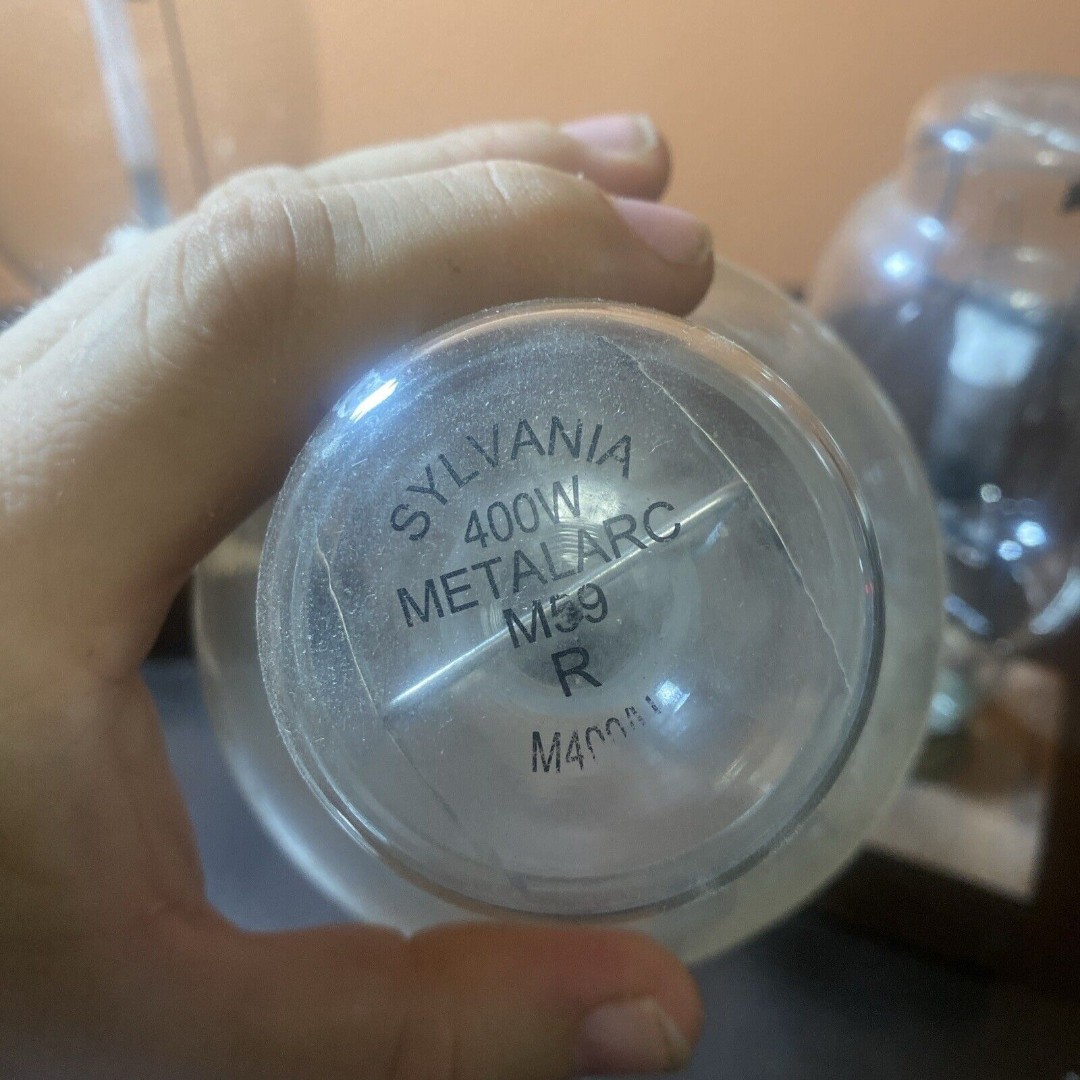 SYLVANIA
400W
METALARC
M59
R